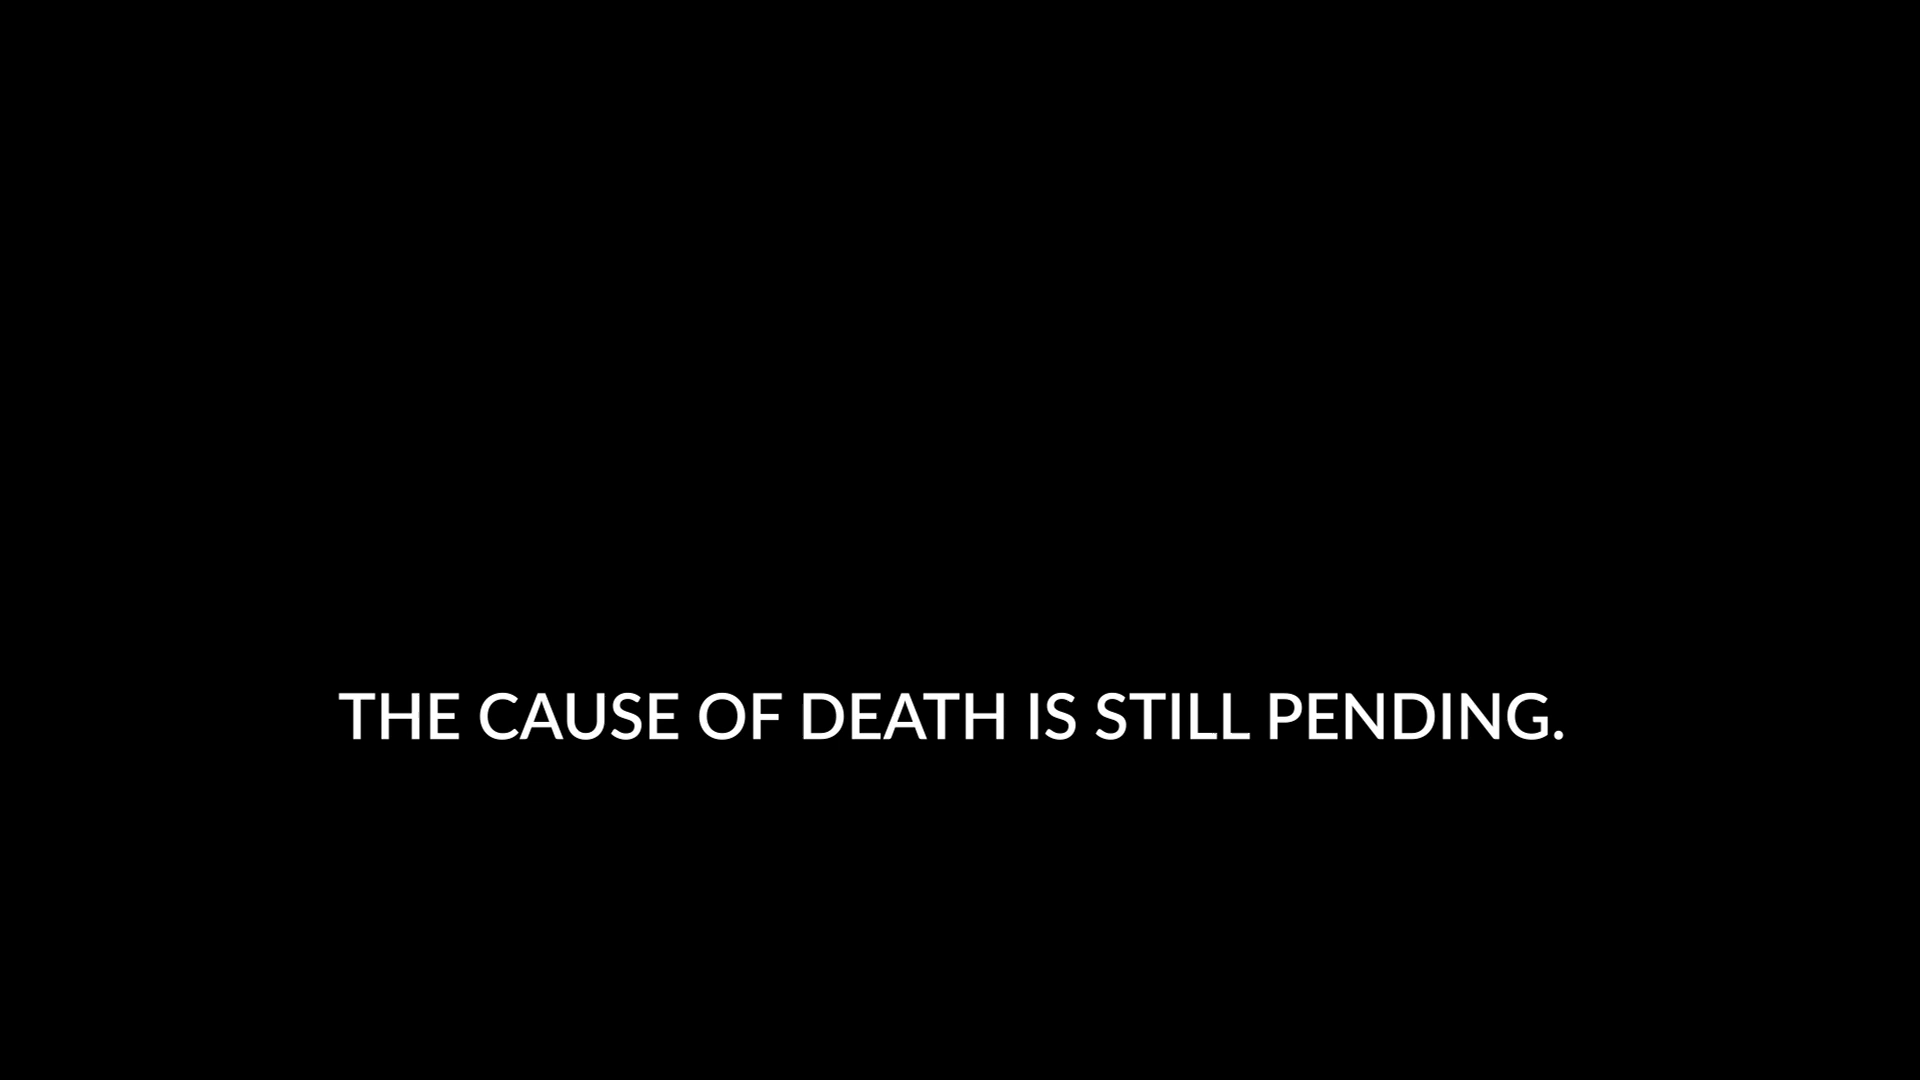 THE CAUSE OF DEATH IS STILL PENDING.